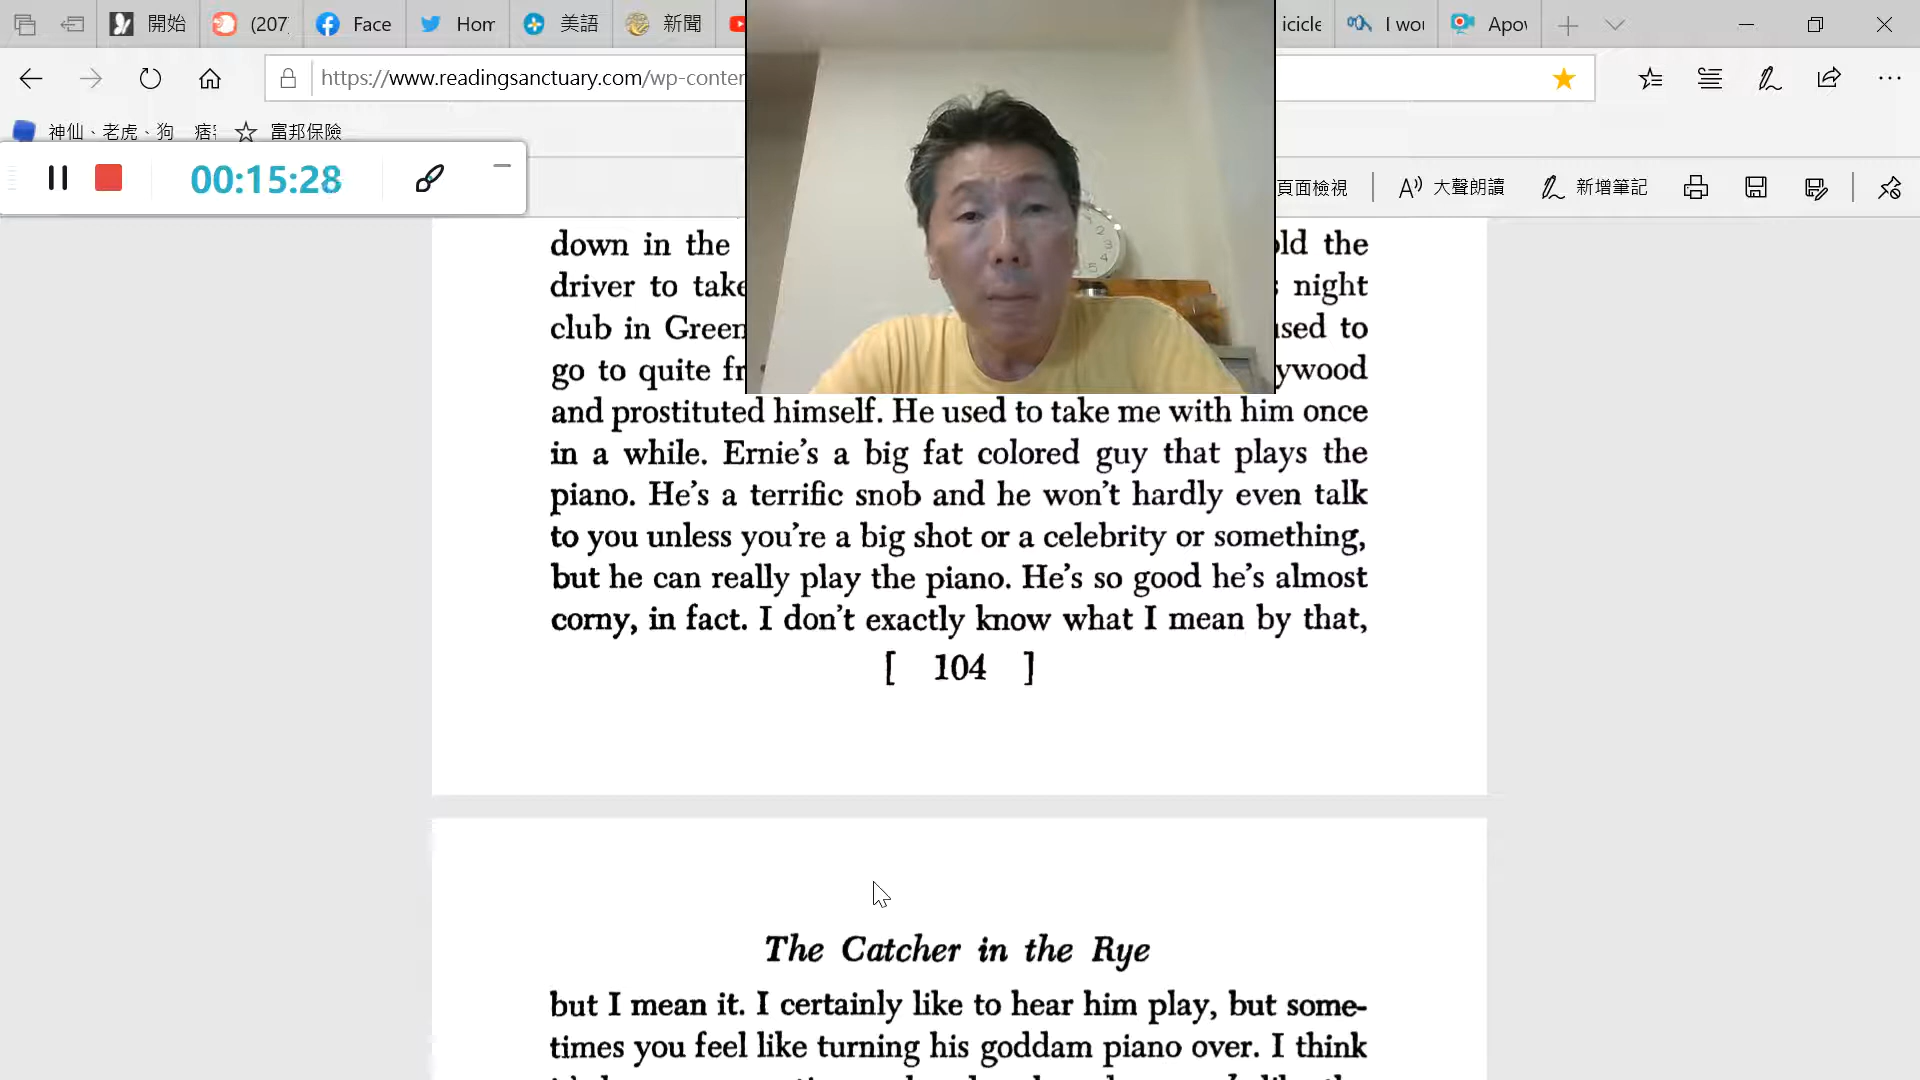 開始
(207
Face
Hom
美語
新聞
icicle
I wou
Apow
https://www.readingsanctuary.com/wp-conten
神仙、老虎、狗
富邦保險
00:15:28
頁面檢視
大聲朗讀
新增筆記
down in the old the
driver to take night
club in Green used to
go to quite fr ywood
and prostituted himself. He used to take me with him once
in a while. Ernie's a big fat colored guy that plays the
piano. He's a terrific snob and he won't hardly even talk
to you unless you're a big shot or a celebrity or something,
but he can really play the piano. He's so good he's almost
corny, in fact. I don't exactly know what I mean by that,
[ 104 ]
The Catcher in the Rye
but I mean it. I certainly like to hear him play, but some-
times you feel like turning his goddam piano over. I think